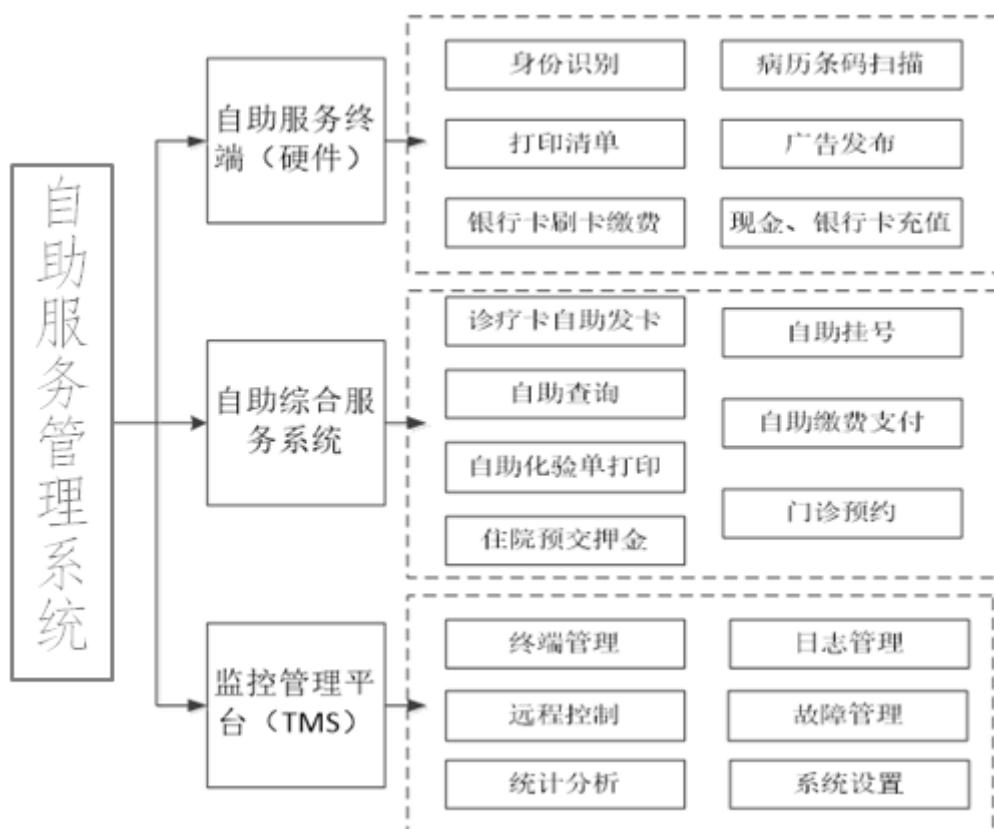 自助服务管理系统
自助服务终
端（硬件）
身份识别
病历条码扫描
打印清单
广告发布
银行卡刷卡缴费
现金、银行卡充值
自助综合服
务系统
诊疗卡自助发卡
自助挂号
自助查询
自助缴费支付
自助化验单打印
门诊预约
住院预交押金
监控管理平
台（TMS）
终端管理
日志管理
远程控制
故障管理
统计分析
系统设置